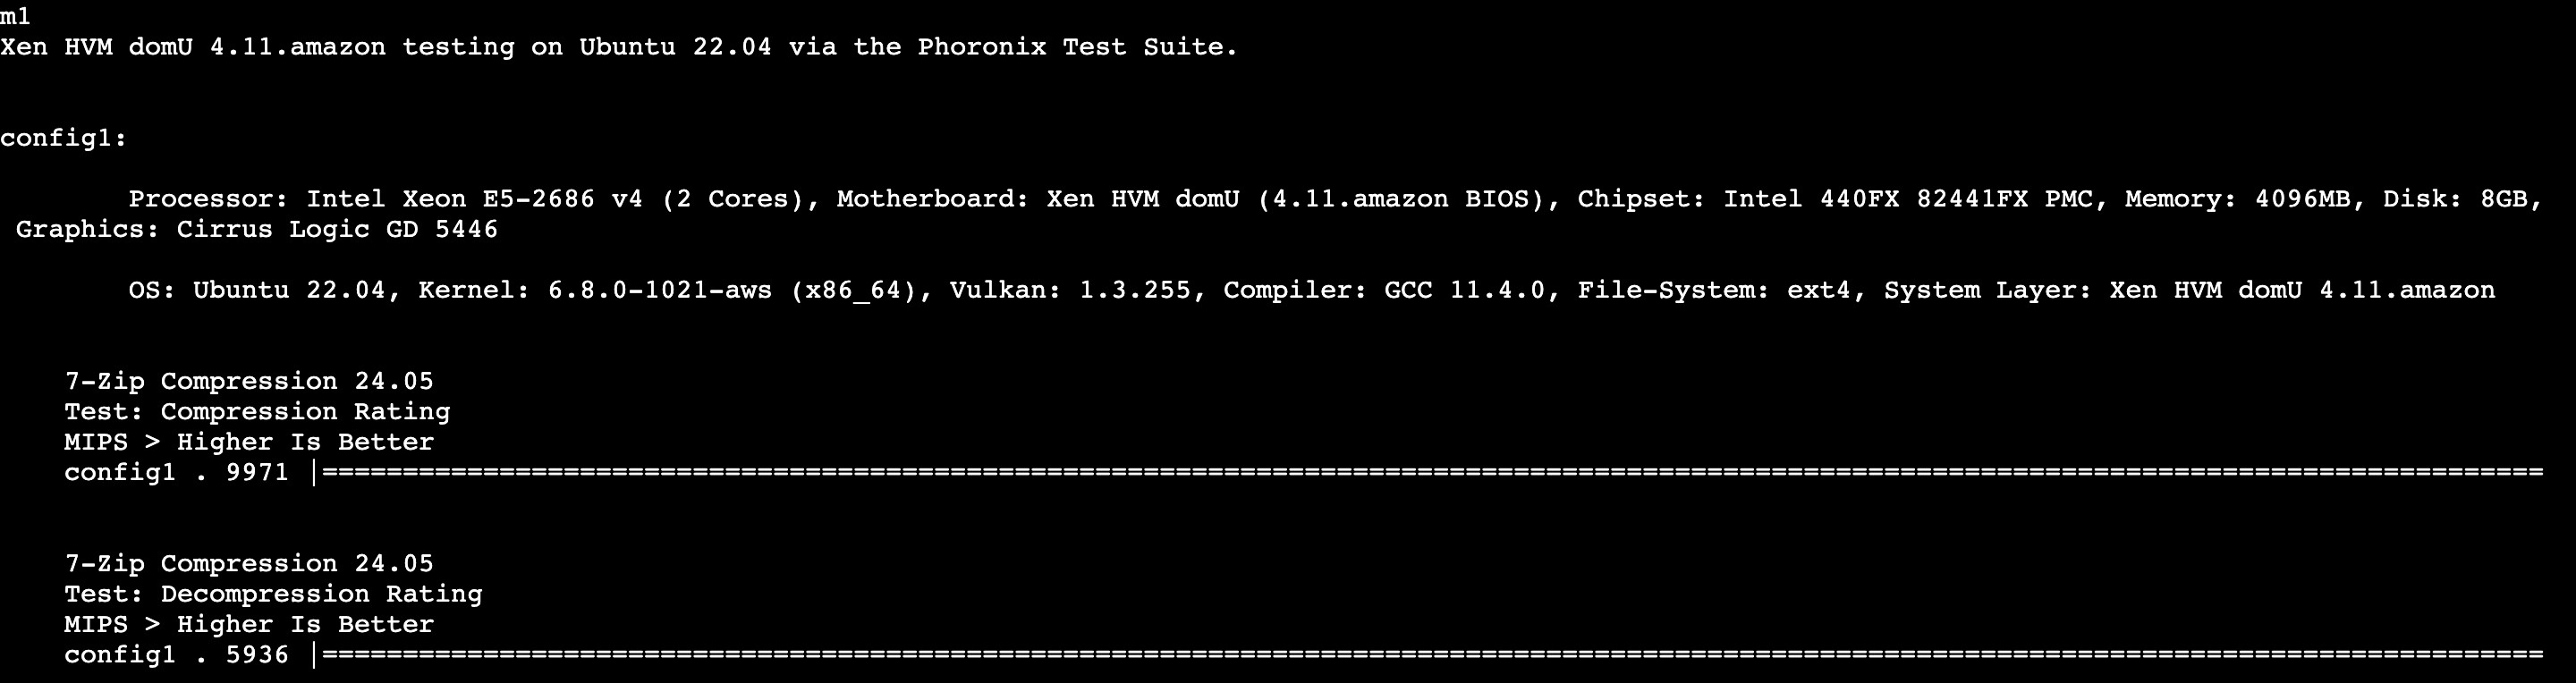 m1
Xen HVM domU 4.11.amazon testing on Ubuntu 22.04 via the Phoronix Test Suite.
config1:
Processor: Intel Xeon E5-2686 v4 (2 Cores), Motherboard: Xen HVM domU (4.11.amazon BIOS), Chipset: Intel 440FX 82441FX PMC, Memory: 4096MB, Disk: 8GB,
Graphics: Cirrus Logic GD 5446
OS: Ubuntu 22.04, Kernel: 6.8.0-1021-aws (x86_64), Vulkan: 1.3.255, Compiler: GCC 11.4.0, File-System: ext4, System Layer: Xen HVM domU 4.11.amazon
7-Zip Compression 24.05
Test: Compression Rating
MIPS > Higher Is Better
config1 . 9971 |==========================================================================================================================================
7-Zip Compression 24.05
Test: Decompression Rating
MIPS > Higher Is Better
config1 . 5936 |==========================================================================================================================================